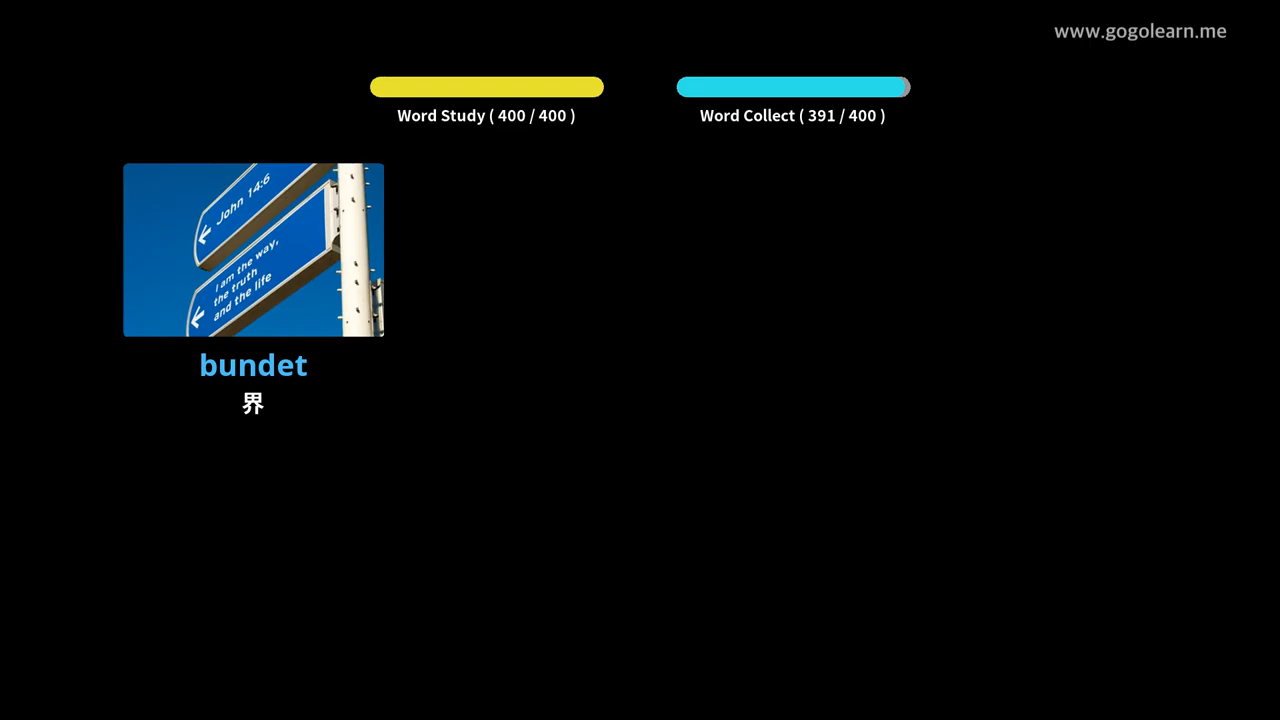 www.gogolearn.me
Word Study ( 400 / 400 )
Word Collect ( 391 / 400 )
John 14:6
I am the way,
the truth
and the life
bundet
界